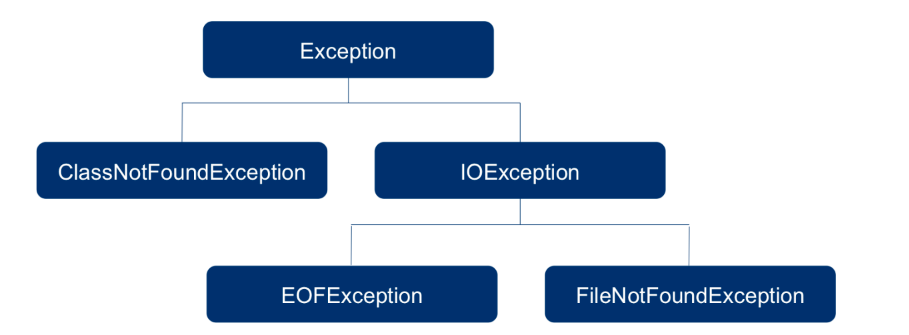 Exception
ClassNotFoundException
IOException
EOFException
FileNotFoundException